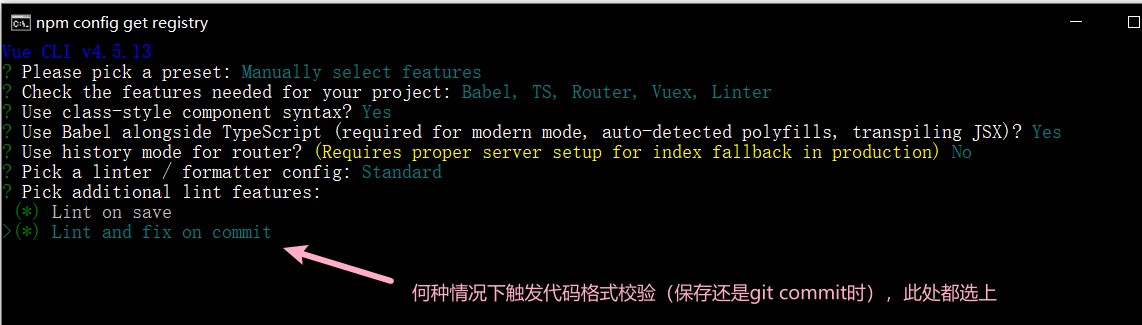 npm config get registry
Vue CLI v4.5.13
? Please pick a preset: Manually select features
? Check the features needed for your project: Babel, TS, Router, Vuex, Linter
? Use class-style component syntax? Yes
? Use Babel alongside TypeScript (required for modern mode, auto-detected polyfills, transpiling JSX)? Yes
? Use history mode for router? (Requires proper server setup for index fallback in production) No
? Pick a linter / formatter config: Standard
? Pick additional lint features:
(*) Lint on save
>(*) Lint and fix on commit
何种情况下触发代码格式校验（保存还是git commit时），此处都选上